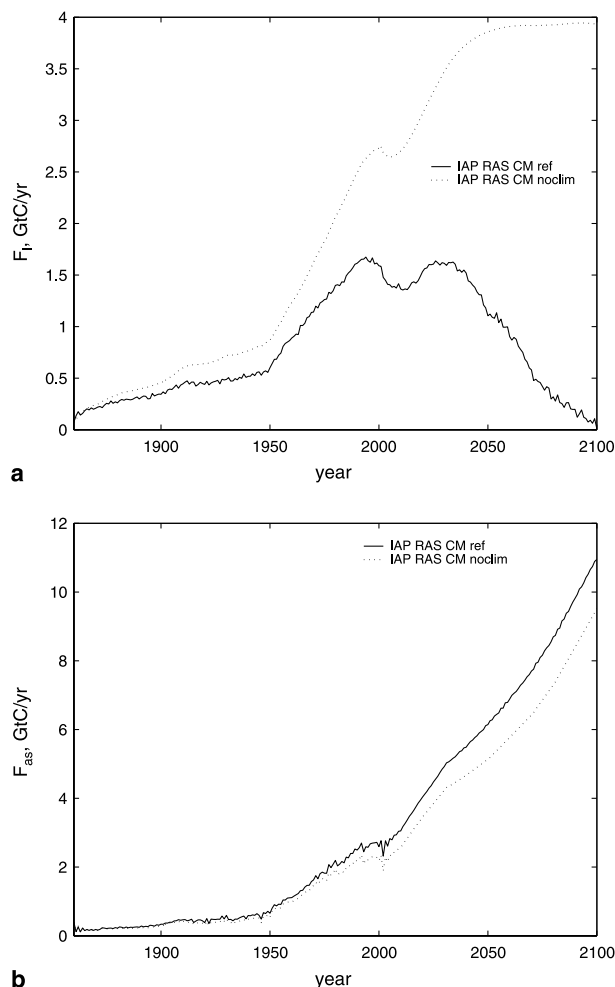 4
3.5
3
2.5
2
1.5
1
0.5
0
F_l, GtC/yr
IAP RAS CM ref
IAP RAS CM noclim
1900
1950
2000
2050
2100
year
a
12
10
8
6
4
2
0
F_as, GtC/yr
IAP RAS CM ref
IAP RAS CM noclim
1900
1950
2000
2050
2100
year
b